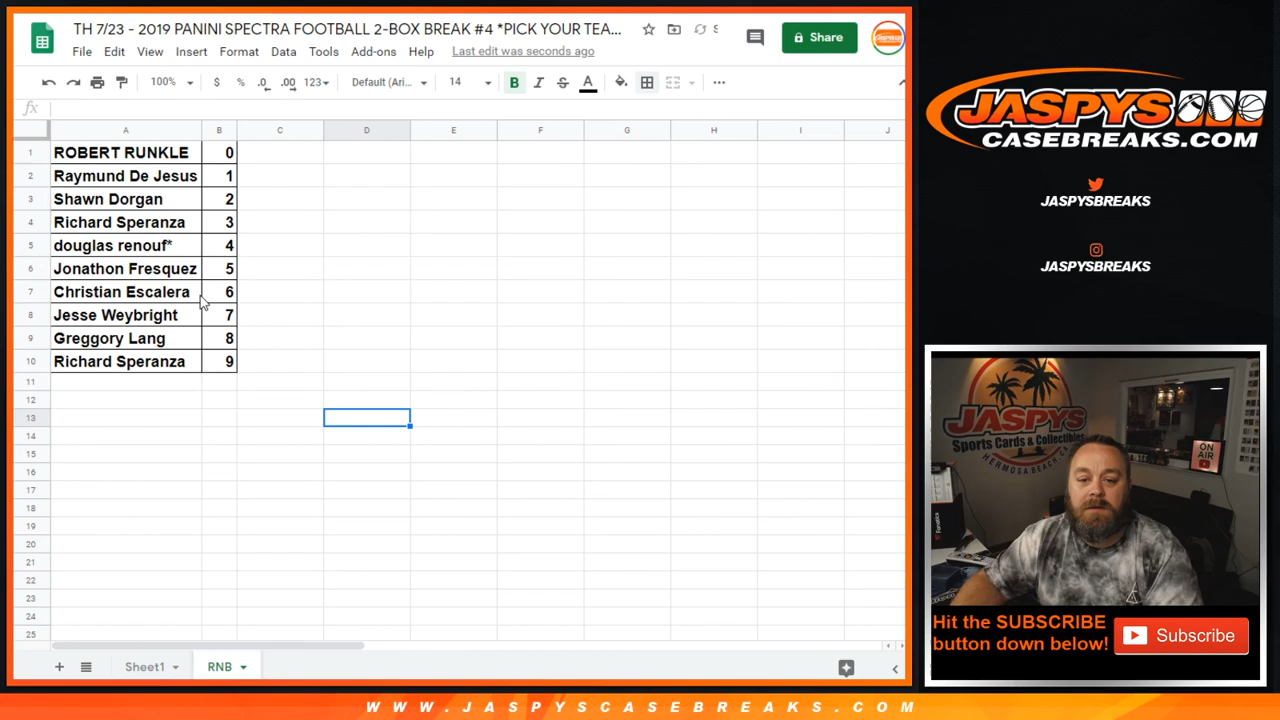 TH 7/23 - 2019 PANINI SPECTRA FOOTBALL 2-BOX BREAK #4 *PICK YOUR TEA...
File Edit View Insert Format Data Tools Add-ons Help Last edit was seconds ago
Share
100% $ % .0 .00 123 Default (Ari... 14 B I S A
fx
A B C D E F G H I J
1 ROBERT RUNKLE 0
2 Raymund De Jesus 1
3 Shawn Dorgan 2
4 Richard Speranza 3
5 douglas renouf* 4
6 Jonathon Fresquez 5
7 Christian Escalera 6
8 Jesse Weybright 7
9 Greggory Lang 8
10 Richard Speranza 9
11
12
13
14
15
16
17
18
19
20
21
22
23
24
25
Sheet1 RNB
JASPYS
CASEBREAKS.COM
JASPYSBREAKS
JASPYSBREAKS
JASPYS
Sports Cards & Collectibles
HERMOSA BEACH
ON
AIR
Hit the SUBSCRIBE
button down below!
Subscribe
WWW.JASPYSCASEBREAKS.COM